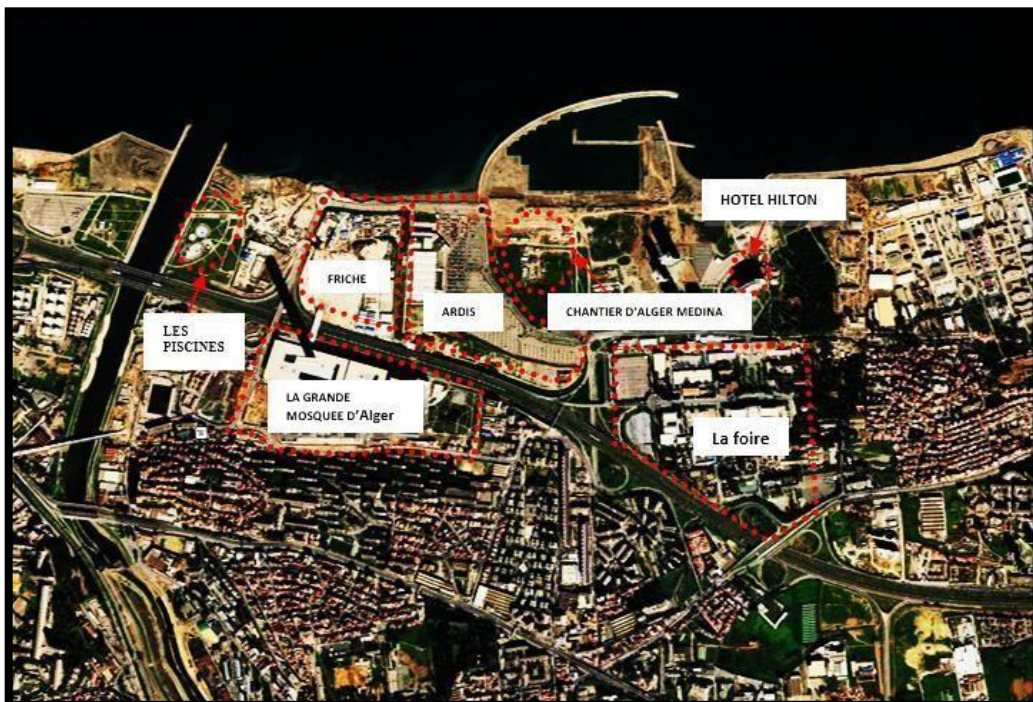 HOTEL HILTON
FRICHE
ARDIS
CHANTIER D'ALGER MEDINA
LES
PISCINES
LA GRANDE
MOSQUEE D'Alger
La foire